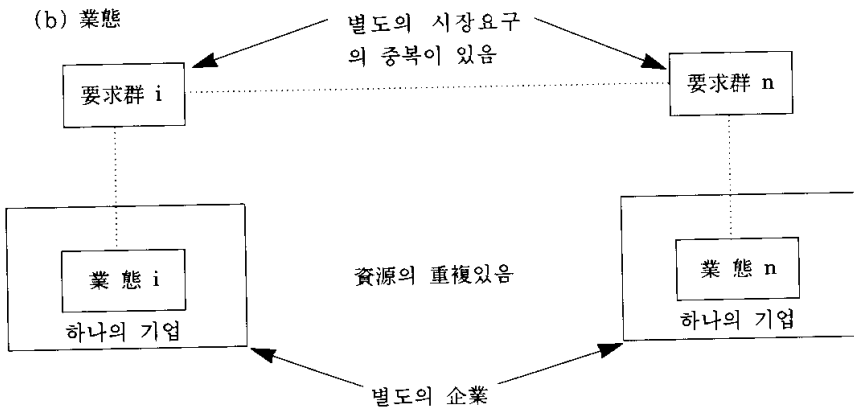 (b) 業態
별도의 시장요구
의 중복이 있음
要求群 i
要求群 n
業 態 i
하나의 기업
資源의 重複있음
業 態 n
하나의 기업
별도의 企業